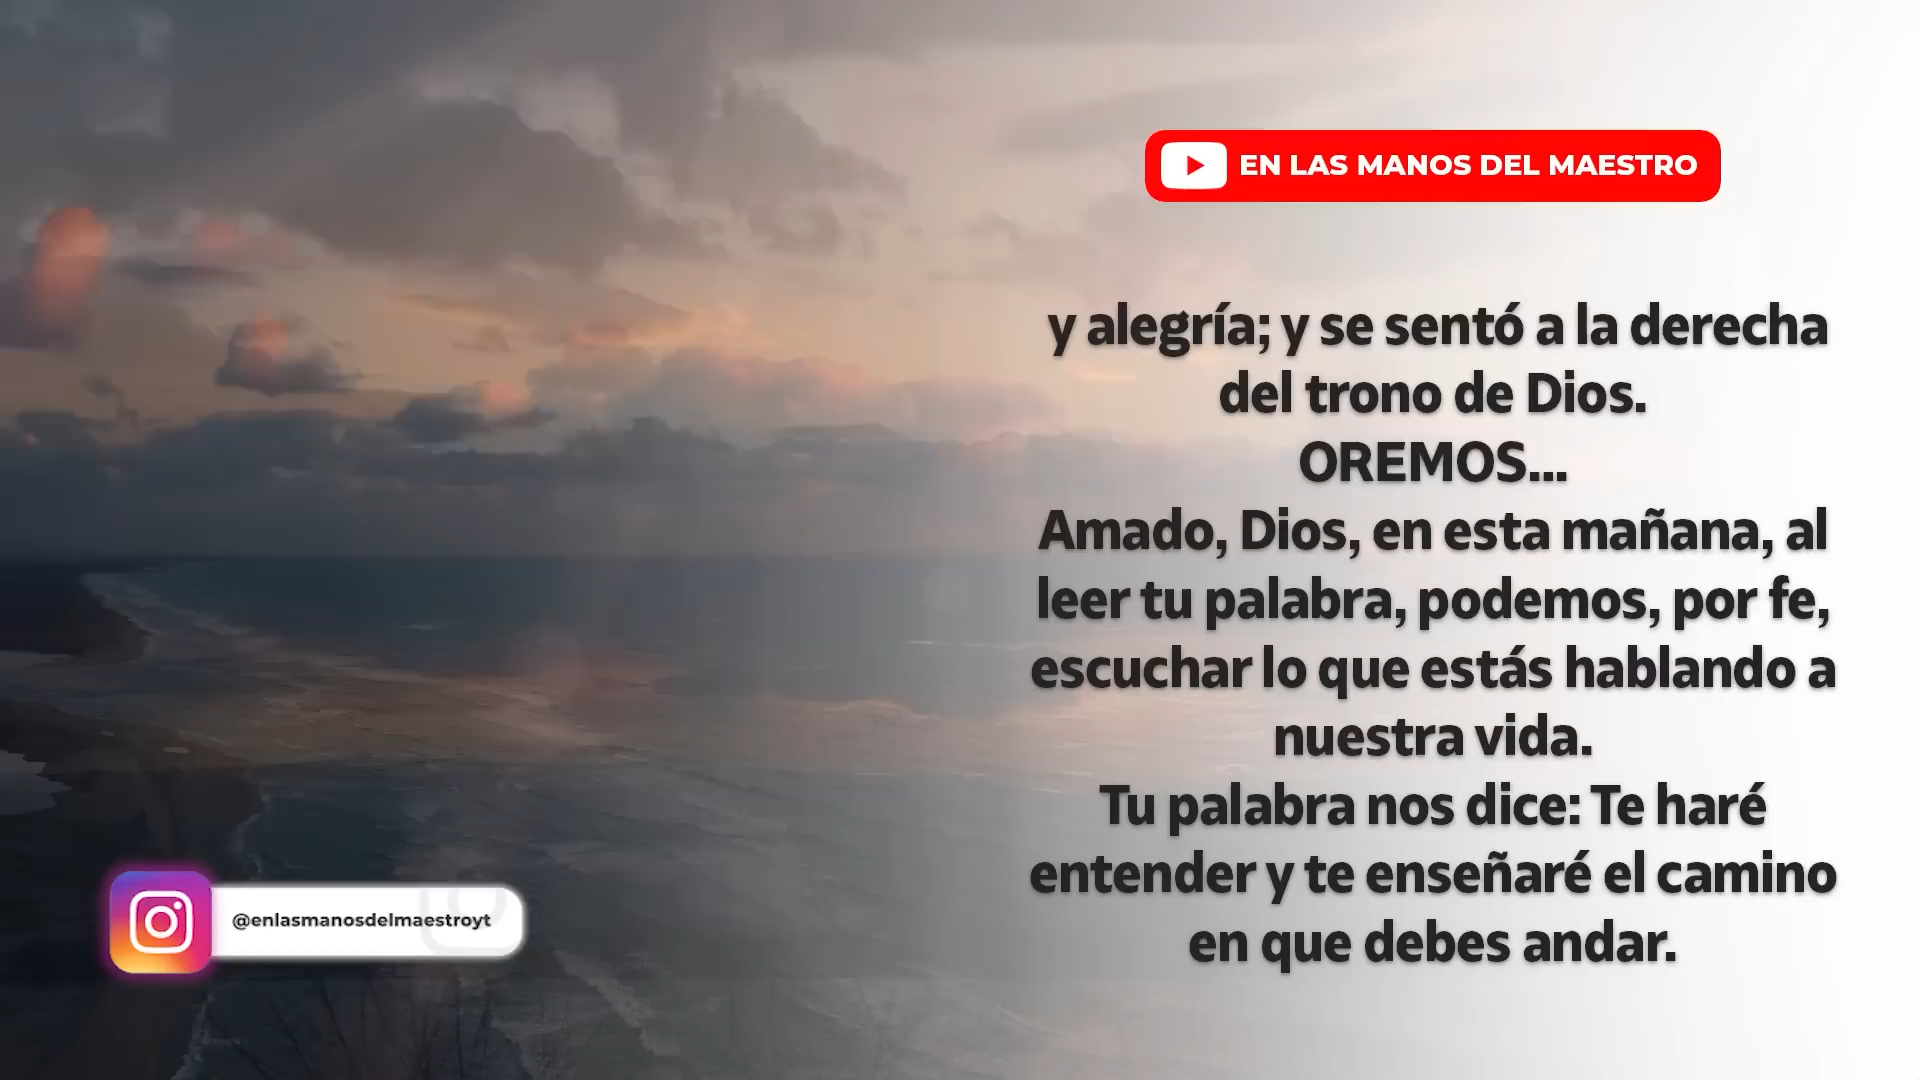 EN LAS MANOS DEL MAESTRO
y alegría; y se sentó a la derecha
del trono de Dios.
OREMOS...
Amado, Dios, en esta mañana, al
leer tu palabra, podemos, por fe,
escuchar lo que estás hablando a
nuestra vida.
Tu palabra nos dice: Te haré
entender y te enseñaré el camino
en que debes andar.
@enlasmanosdelmaestroyt